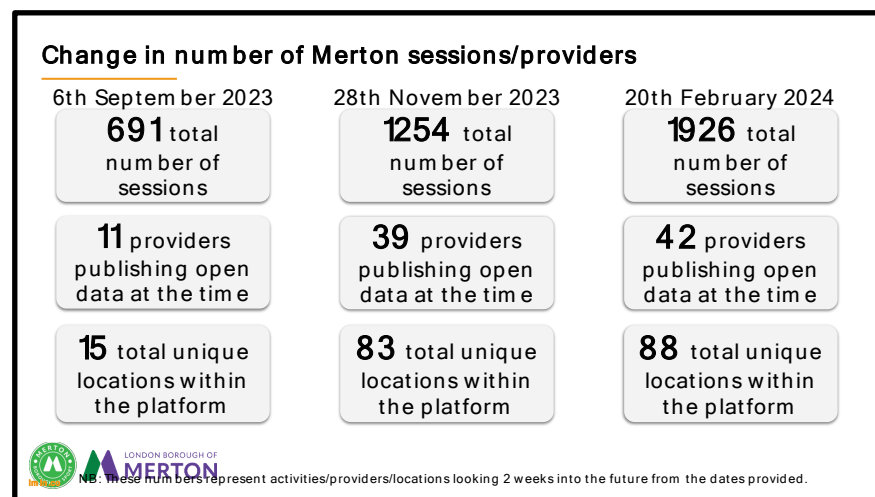 Change in number of Merton sessions/providers
6th September 2023
691 total
number of
sessions
11 providers
publishing open
data at the time
15 total unique
locations within
the platform
28th November 2023
1254 total
number of
sessions
39 providers
publishing open
data at the time
83 total unique
locations within
the platform
20th February 2024
1926 total
number of
sessions
42 providers
publishing open
data at the time
88 total unique
locations within
the platform
MERTON
LONDON BOROUGH OF
MERTON
NB: These numbers represent activities/providers/locations looking 2 weeks into the future from the dates provided.